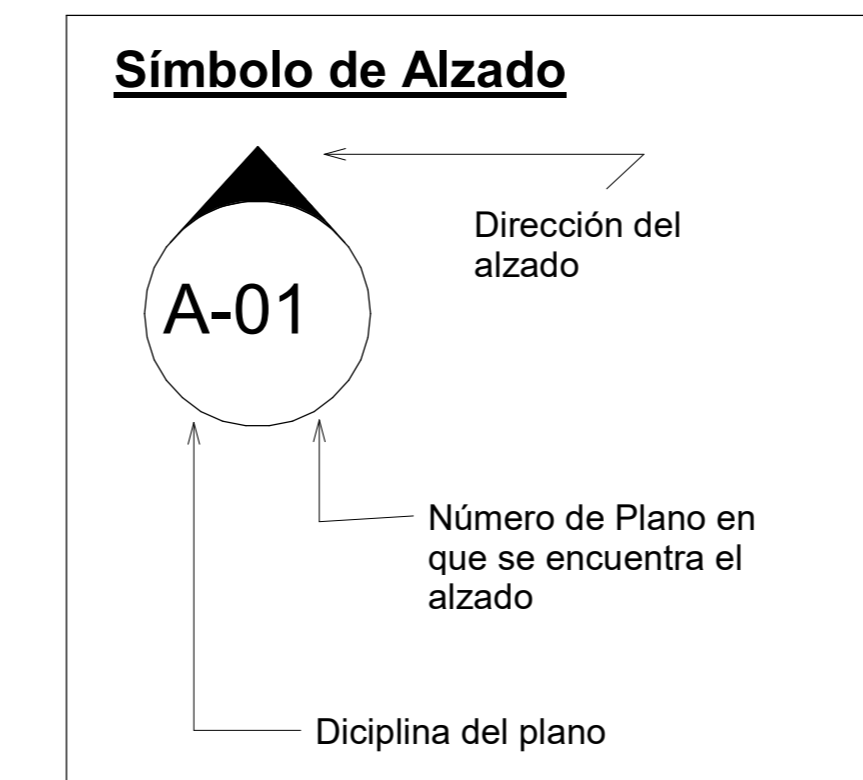 Símbolo de Alzado
Dirección del
alzado
A-01
Número de Plano en
que se encuentra el
alzado
Diciplina del plano